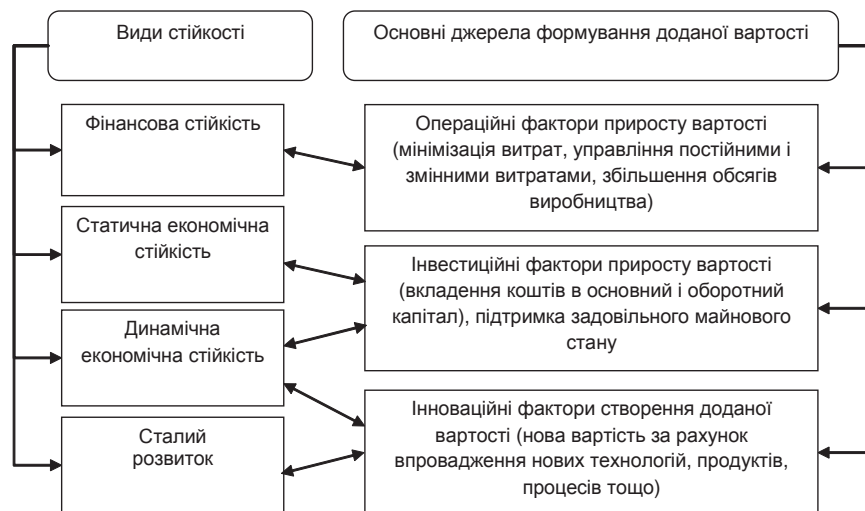 Види стійкості
Основні джерела формування доданої вартості
Фінансова стійкість
Операційні фактори приросту вартості
(мінімізація витрат, управління постійними і
змінними витратами, збільшення обсягів
виробництва)
Статична економічна
стійкість
Інвестиційні фактори приросту вартості
(вкладення коштів в основний і оборотний
капітал), підтримка задовільного майнового
стану
Динамічна
економічна стійкість
Інноваційні фактори створення доданої
вартості (нова вартість за рахунок
впровадження нових технологій, продуктів,
процесів тощо)
Сталий
розвиток